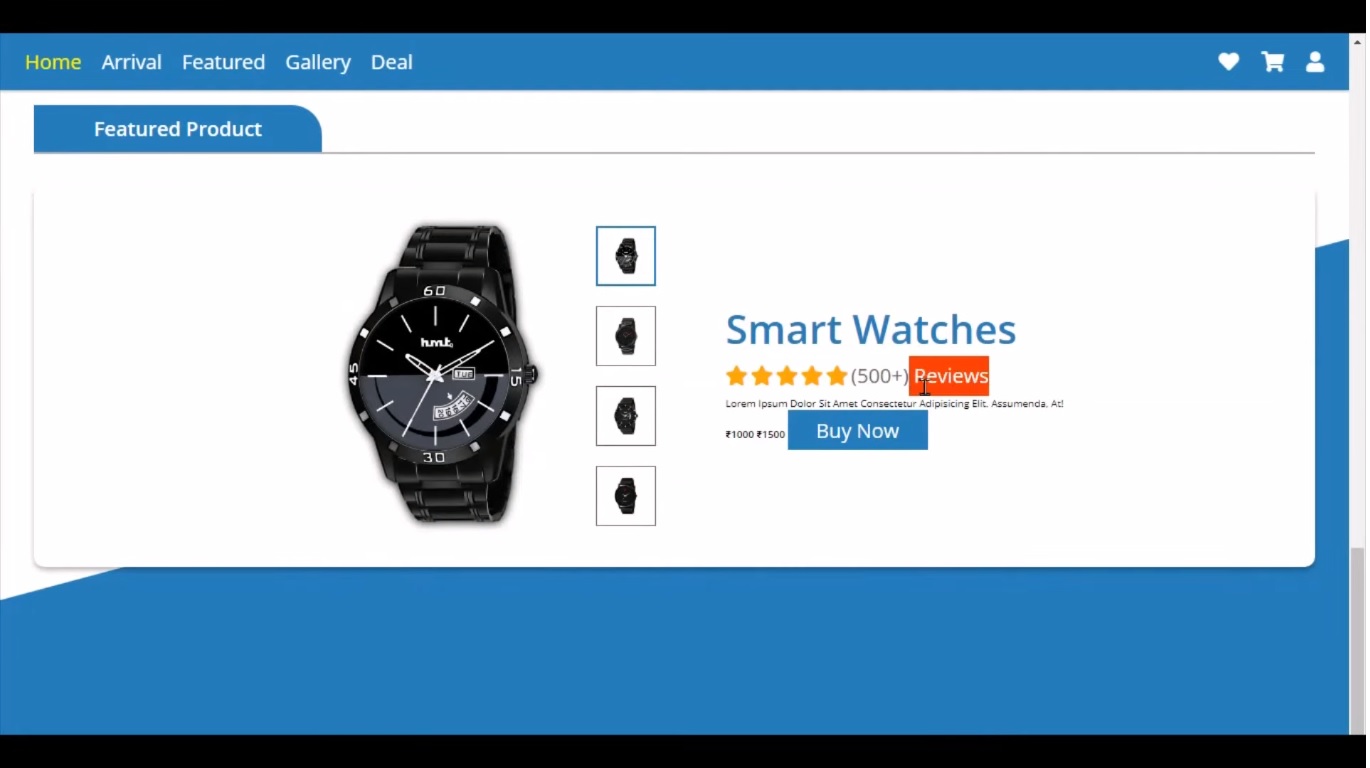 Home Arrival Featured Gallery Deal
Featured Product
60
hmt
TUE
45
15
30
Smart Watches
(500+) Reviews
Lorem Ipsum Dolor Sit Amet Consectetur Adipisicing Elit. Assumenda, At!
₹1000 ₹1500 Buy Now